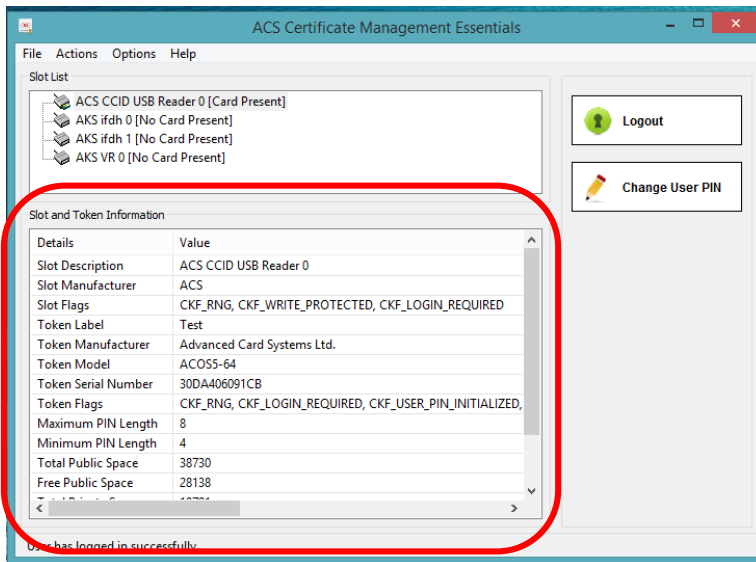 ACS Certificate Management Essentials
File Actions Options Help
Slot List
ACS CCID USB Reader 0 [Card Present]
AKS ifdh 0 [No Card Present]
AKS ifdh 1 [No Card Present]
AKS VR 0 [No Card Present]
Logout
Change User PIN
Slot and Token Information
Details Value
Slot Description ACS CCID USB Reader 0
Slot Manufacturer ACS
Slot Flags CKF_RNG, CKF_WRITE_PROTECTED, CKF_LOGIN_REQUIRED
Token Label Test
Token Manufacturer Advanced Card Systems Ltd.
Token Model ACOS5-64
Token Serial Number 30DA406091CB
Token Flags CKF_RNG, CKF_LOGIN_REQUIRED, CKF_USER_PIN_INITIALIZED,
Maximum PIN Length 8
Minimum PIN Length 4
Total Public Space 38730
Free Public Space 28138
User has logged in successfully.